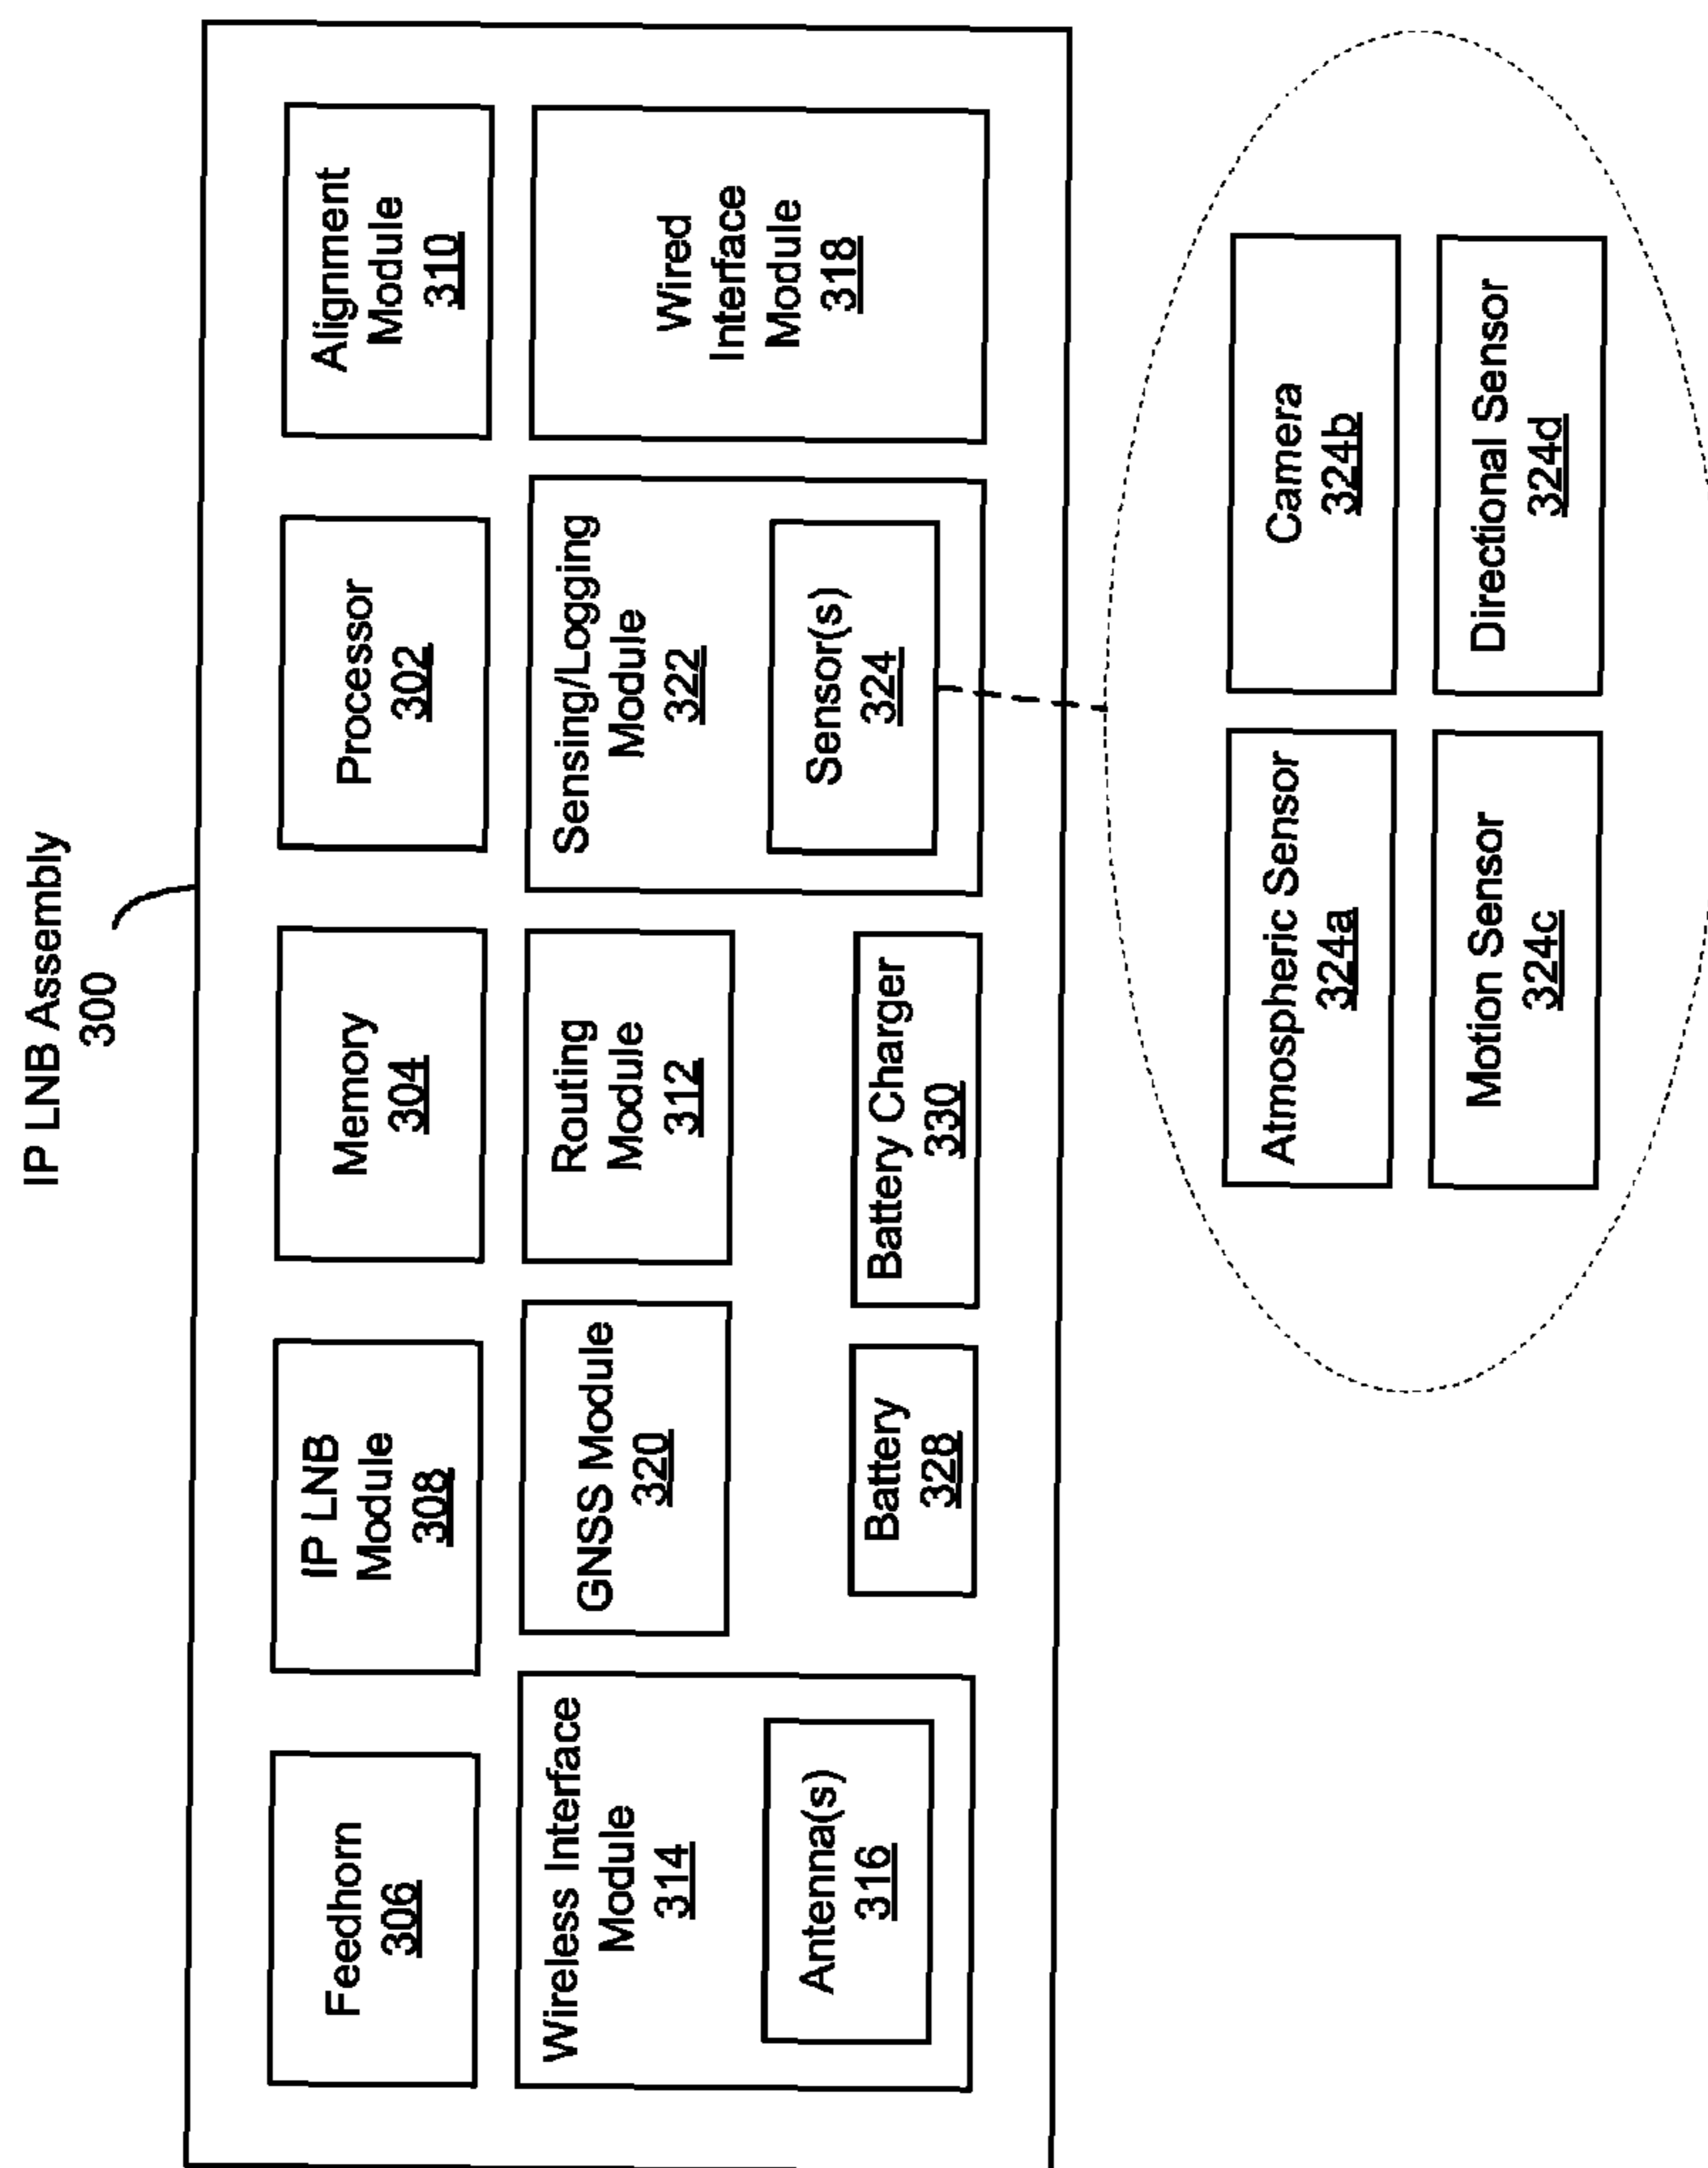 IP LNB Assembly
300
Feedhorn
306
IP LNB
Module
308
Memory
304
Processor
302
Alignment
Module
310
Wireless Interface
Module
314
Antenna(s)
316
GNSS Module
320
Routing
Module
312
Sensing/Logging
Module
322
Sensor(s)
324
Wired
Interface
Module
318
Battery
328
Battery Charger
330
Atmospheric Sensor
324a
Camera
324b
Motion Sensor
324c
Directional Sensor
324d